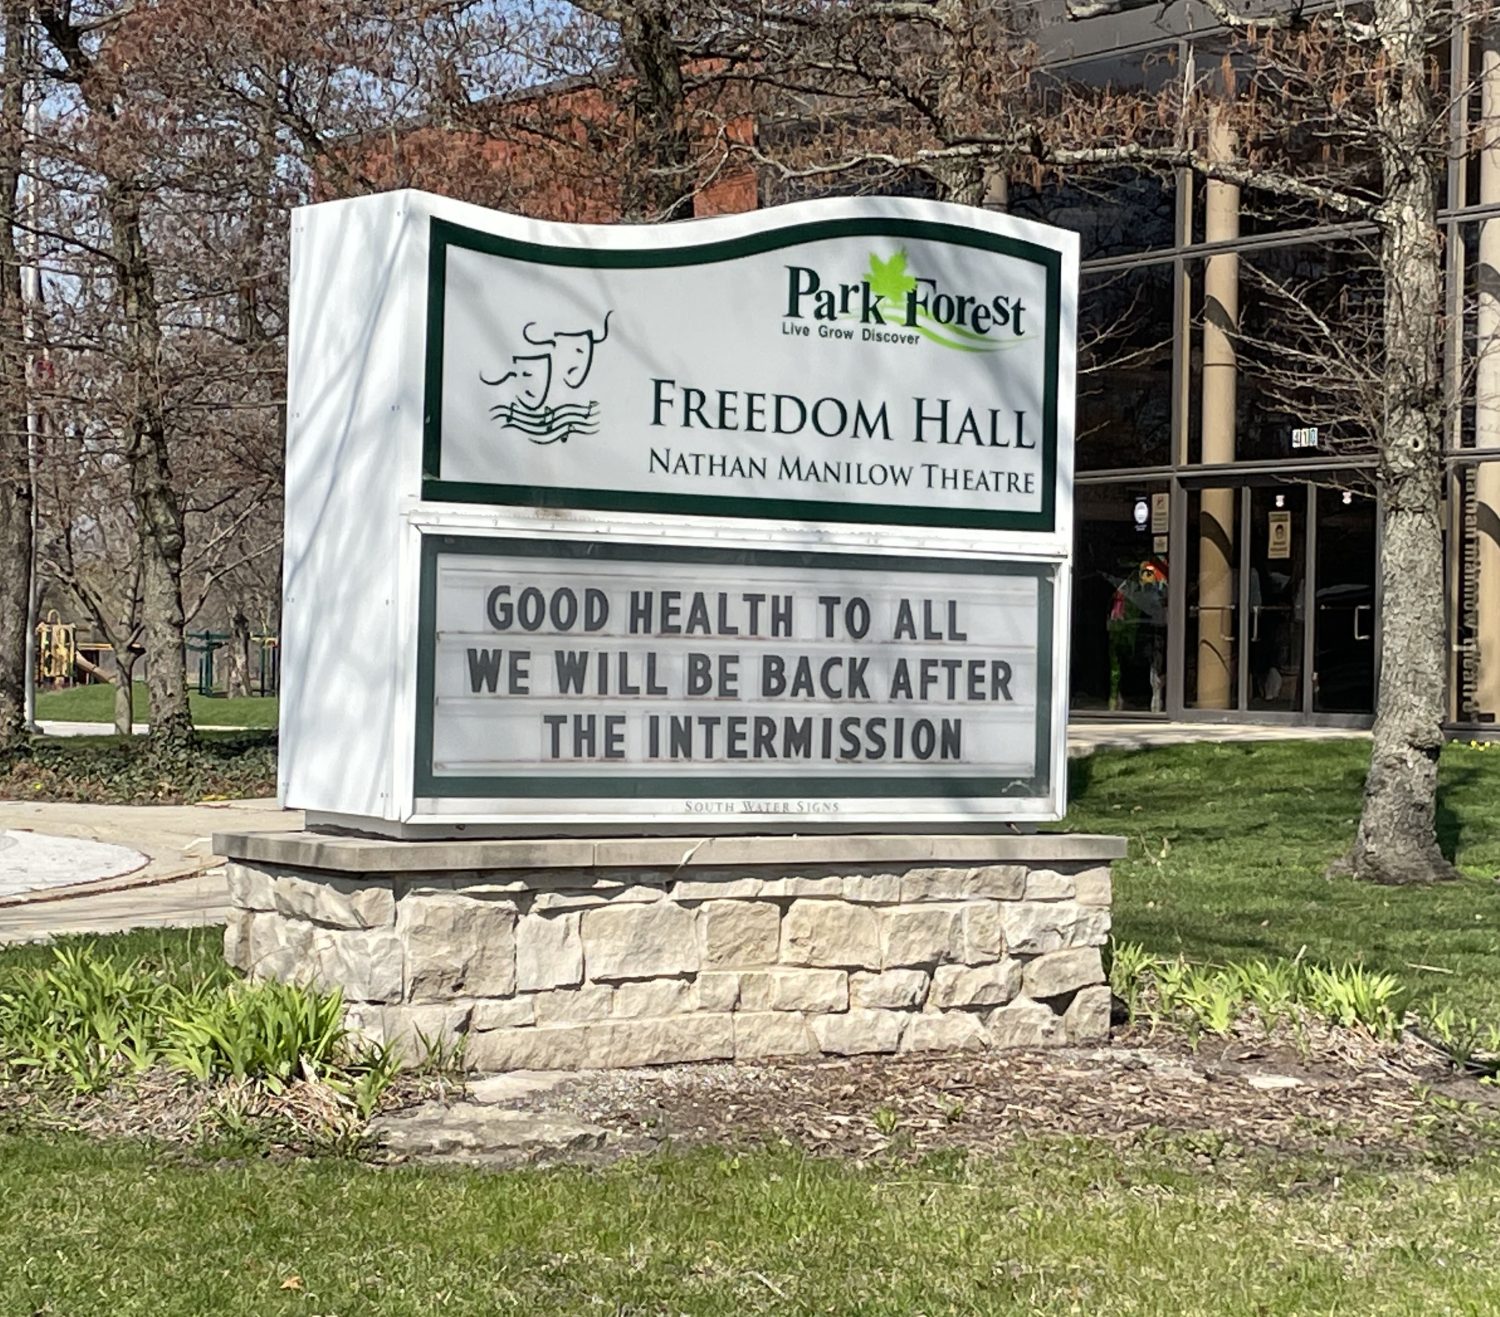 Park Forest
Live Grow Discover
FREEDOM HALL
NATHAN MANILOW THEATRE
GOOD HEALTH TO ALL
WE WILL BE BACK AFTER
THE INTERMISSION
SOUTH WATER SIGNS
410